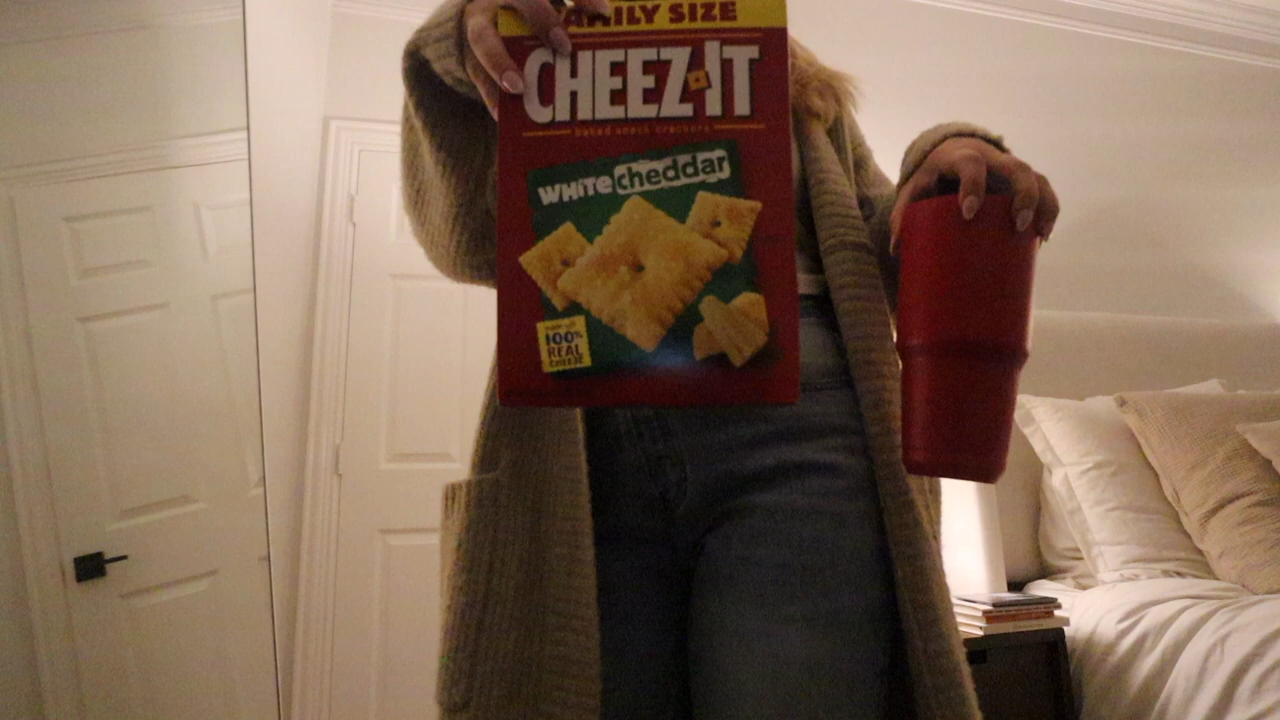 FAMILY SIZE
CHEEZ-IT
baked snack crackers
WHITE cheddar
100%
REAL
CHEESE